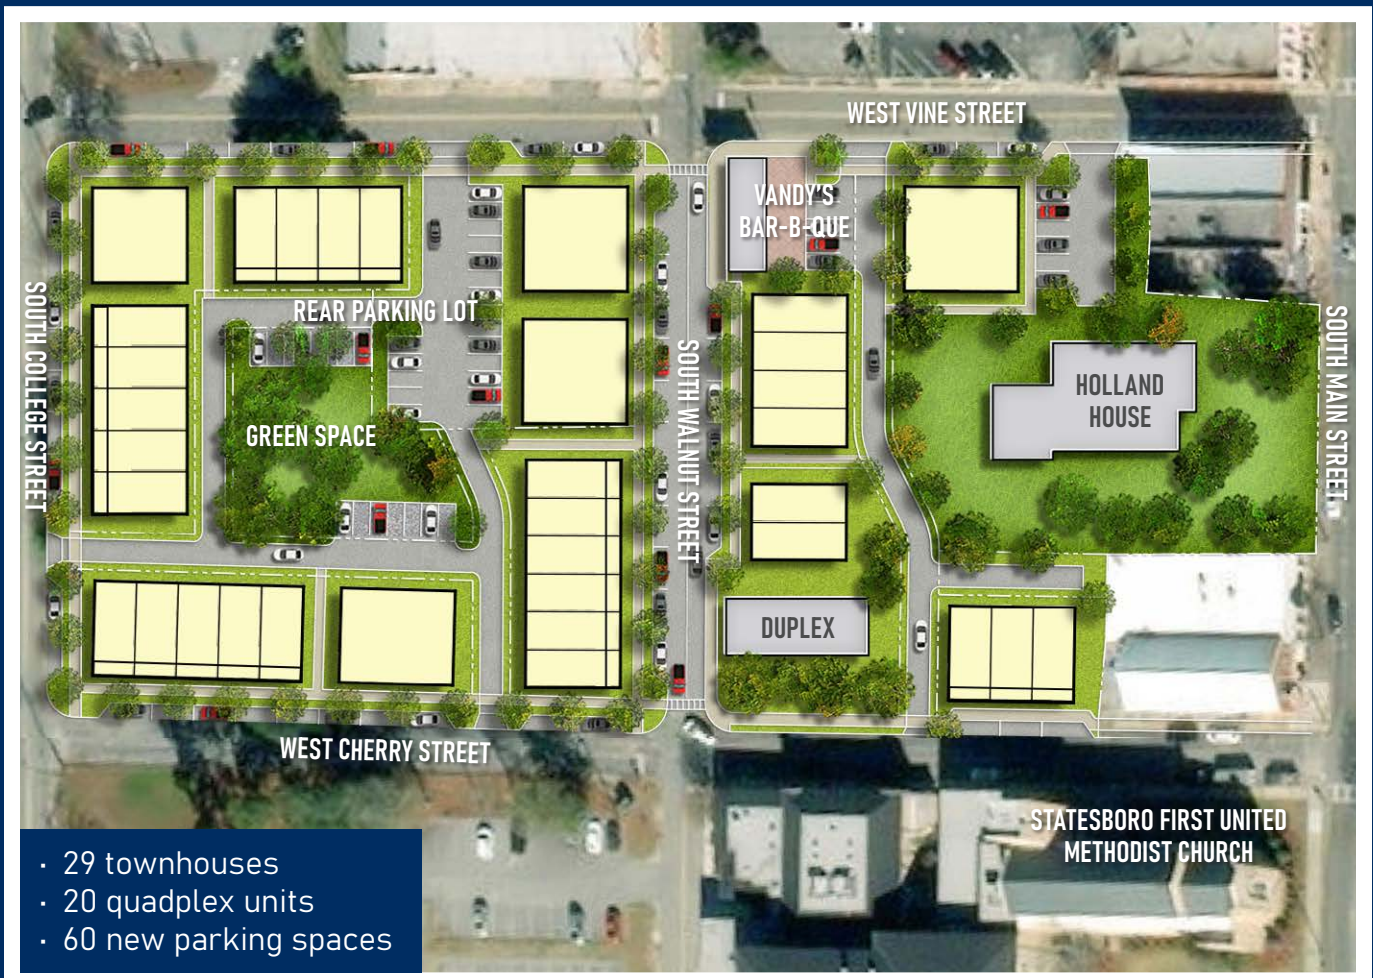 WEST VINE STREET
VANDY'S
BAR-B-QUE
REAR PARKING LOT
SOUTH COLLEGE STREET
SOUTH MAIN STREET
SOUTH WALNUT STREET
HOLLAND
HOUSE
GREEN SPACE
DUPLEX
WEST CHERRY STREET
STATESBORO FIRST UNITED
METHODIST CHURCH
· 29 townhouses
· 20 quadplex units
· 60 new parking spaces